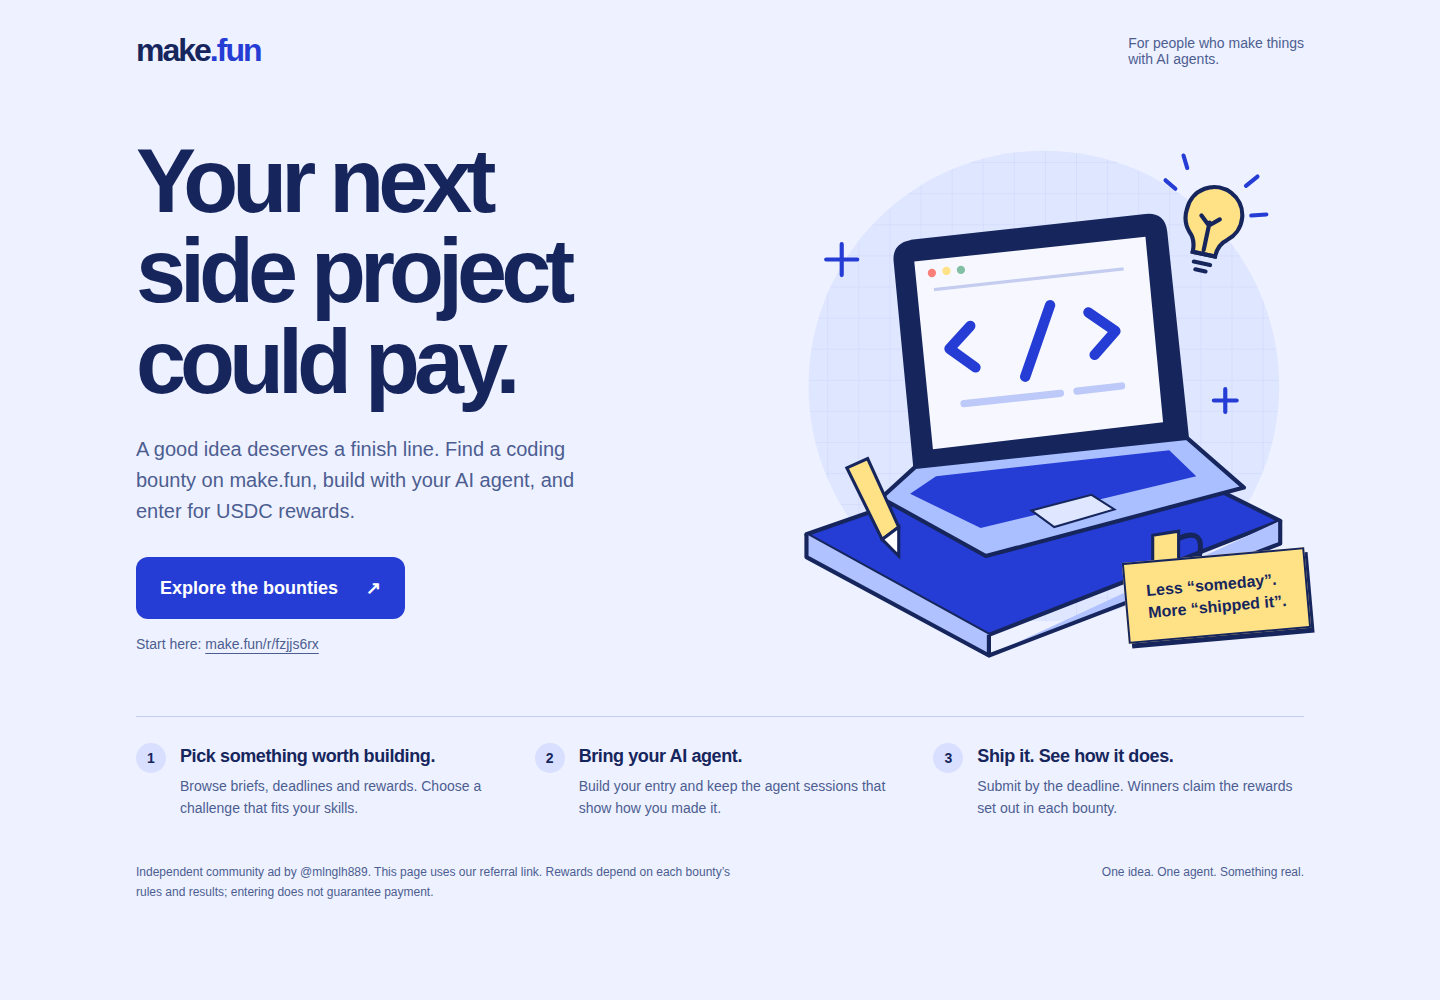 make.fun
For people who make things
with AI agents.
Your next
side project
could pay.
A good idea deserves a finish line. Find a coding
bounty on make.fun, build with your AI agent, and
enter for USDC rewards.
Explore the bounties ↗
Start here: make.fun/r/fzjjs6rx
</>
Less “someday”.
More “shipped it”.
1 Pick something worth building.
Browse briefs, deadlines and rewards. Choose a
challenge that fits your skills.
2 Bring your AI agent.
Build your entry and keep the agent sessions that
show how you made it.
3 Ship it. See how it does.
Submit by the deadline. Winners claim the rewards
set out in each bounty.
Independent community ad by @mlnglh889. This page uses our referral link. Rewards depend on each bounty’s
rules and results; entering does not guarantee payment.
One idea. One agent. Something real.